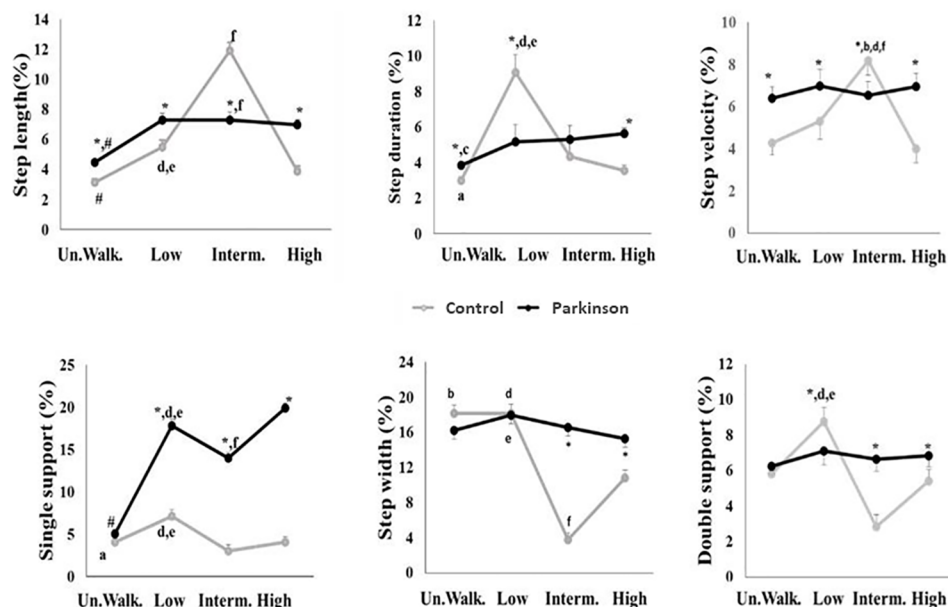 Step length(%)
14
12
10
8
6
4
2
0
*,#
#
*
d,e
f
*,f
*
Un.Walk. Low Interm. High
Step duration (%)
12
10
8
6
4
2
0
*,c
a
*,d,e
*
Un.Walk. Low Interm. High
Step velocity (%)
10
8
6
4
2
0
*
*
*,b,d,f
*
Un.Walk. Low Interm. High
Control Parkinson
Single support (%)
25
20
15
10
5
0
#
a
*,d,e
d,e
*,f
*
Un.Walk. Low Interm. High
Step width (%)
24
20
16
12
8
4
0
b
d
e
*
f
*
Un.Walk. Low Interm. High
Double support (%)
12
10
8
6
4
2
0
*,d,e
*
*
Un.Walk. Low Interm. High